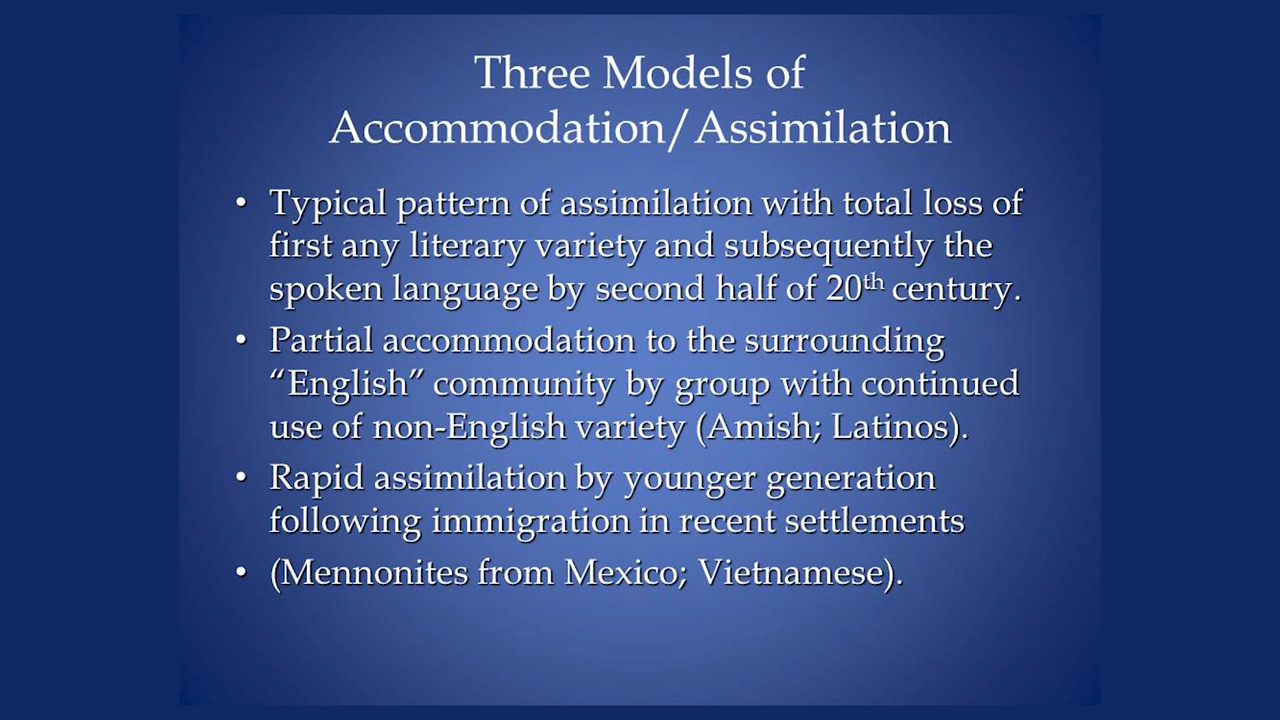 Three Models of
Accommodation/Assimilation
• Typical pattern of assimilation with total loss of
first any literary variety and subsequently the
spoken language by second half of 20th century.
• Partial accommodation to the surrounding
“English” community by group with continued
use of non-English variety (Amish; Latinos).
• Rapid assimilation by younger generation
following immigration in recent settlements
• (Mennonites from Mexico; Vietnamese).